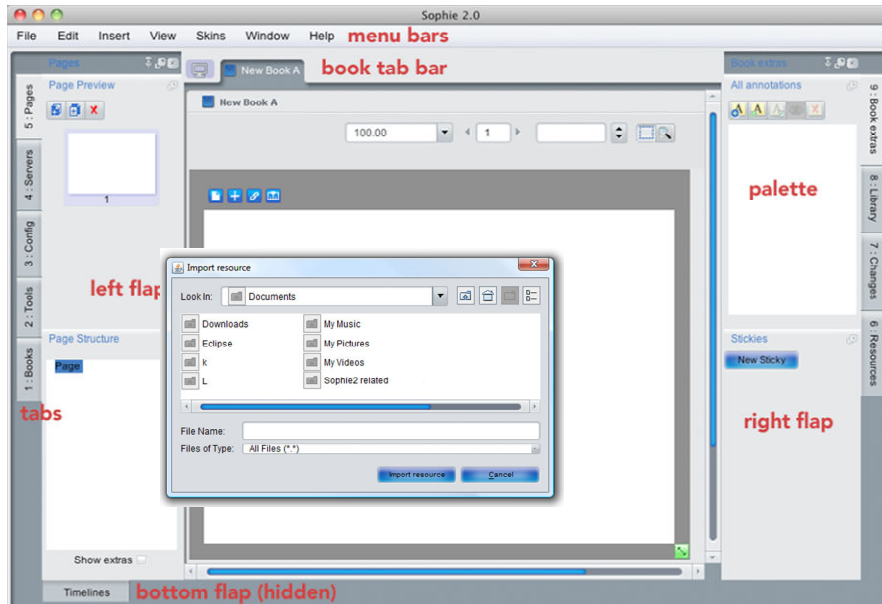 Sophie 2.0
File Edit Insert View Skins Window Help menu bars
Pages
New Book A
book tab bar
Book extras
Page Preview
All annotations
New Book A
100.00
1
1
5 : Pages
4 : Servers
3 : Config
2 : Tools
1 : Books
9 : Book extras
8 : Library
7 : Changes
6 : Resources
palette
left flap
Import resource
Look In: Documents
Downloads My Music
Eclipse My Pictures
k My Videos
L Sophie2 related
File Name:
Files of Type: All Files (*.*)
Import resource Cancel
Page Structure
Page
tabs
Stickies
New Sticky
right flap
Show extras
Timelines
bottom flap (hidden)